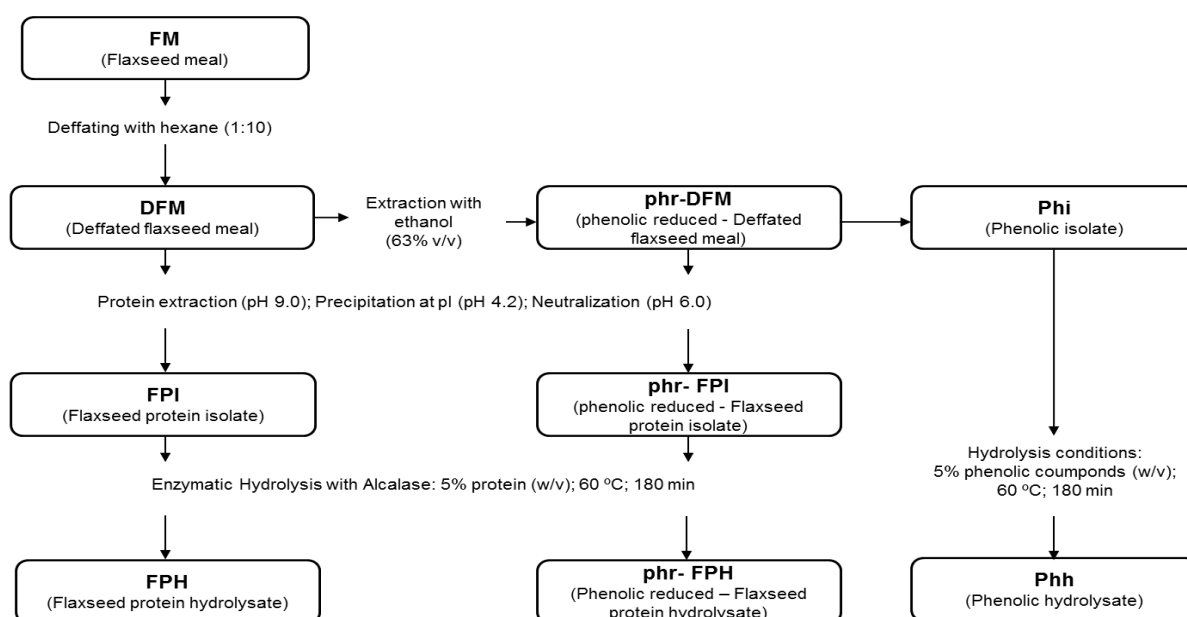 FM
(Flaxseed meal)
Deffating with hexane (1:10)
DFM
(Deffated flaxseed meal)
Extraction with
ethanol
(63% v/v)
phr-DFM
(phenolic reduced - Deffated
flaxseed meal)
Phi
(Phenolic isolate)
Protein extraction (pH 9.0); Precipitation at pI (pH 4.2); Neutralization (pH 6.0)
FPI
(Flaxseed protein isolate)
phr- FPI
(phenolic reduced - Flaxseed
protein isolate)
Hydrolysis conditions:
5% phenolic coumponds (w/v);
60 ºC; 180 min
Enzymatic Hydrolysis with Alcalase: 5% protein (w/v); 60 ºC; 180 min
FPH
(Flaxseed protein hydrolysate)
phr- FPH
(Phenolic reduced – Flaxseed
protein hydrolysate)
Phh
(Phenolic hydrolysate)